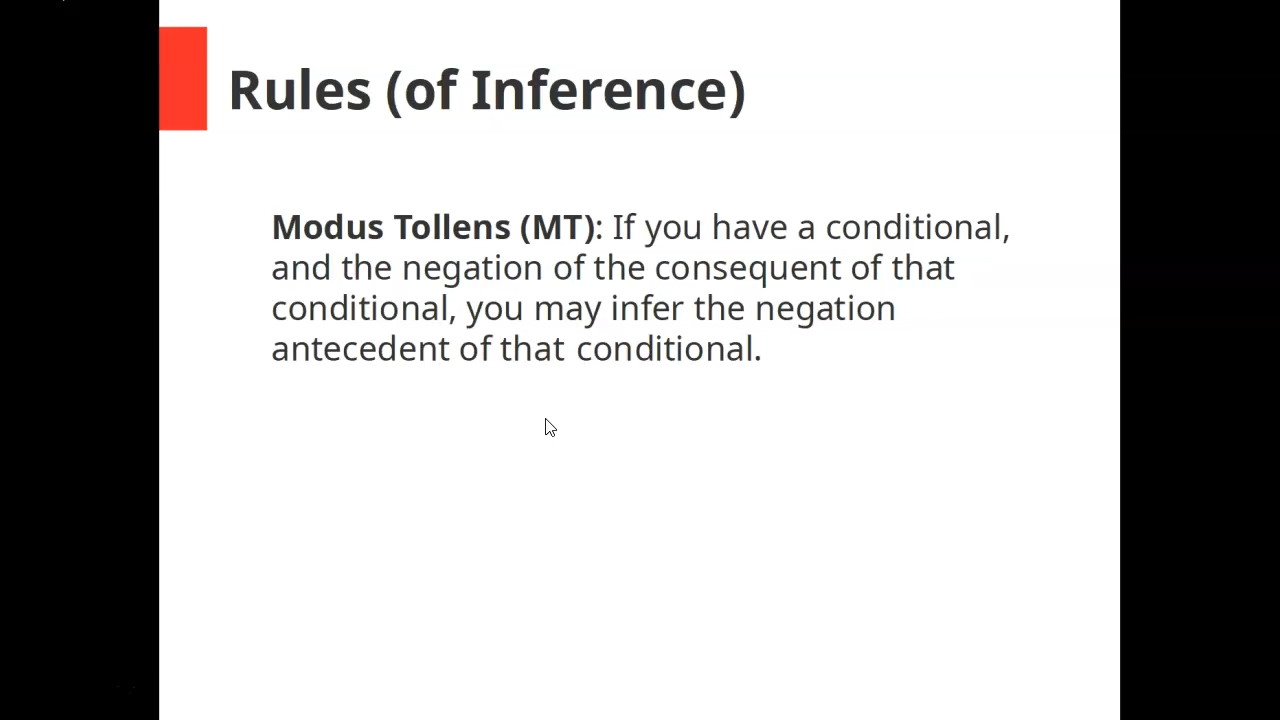 Rules (of Inference)
Modus Tollens (MT): If you have a conditional,
and the negation of the consequent of that
conditional, you may infer the negation
antecedent of that conditional.